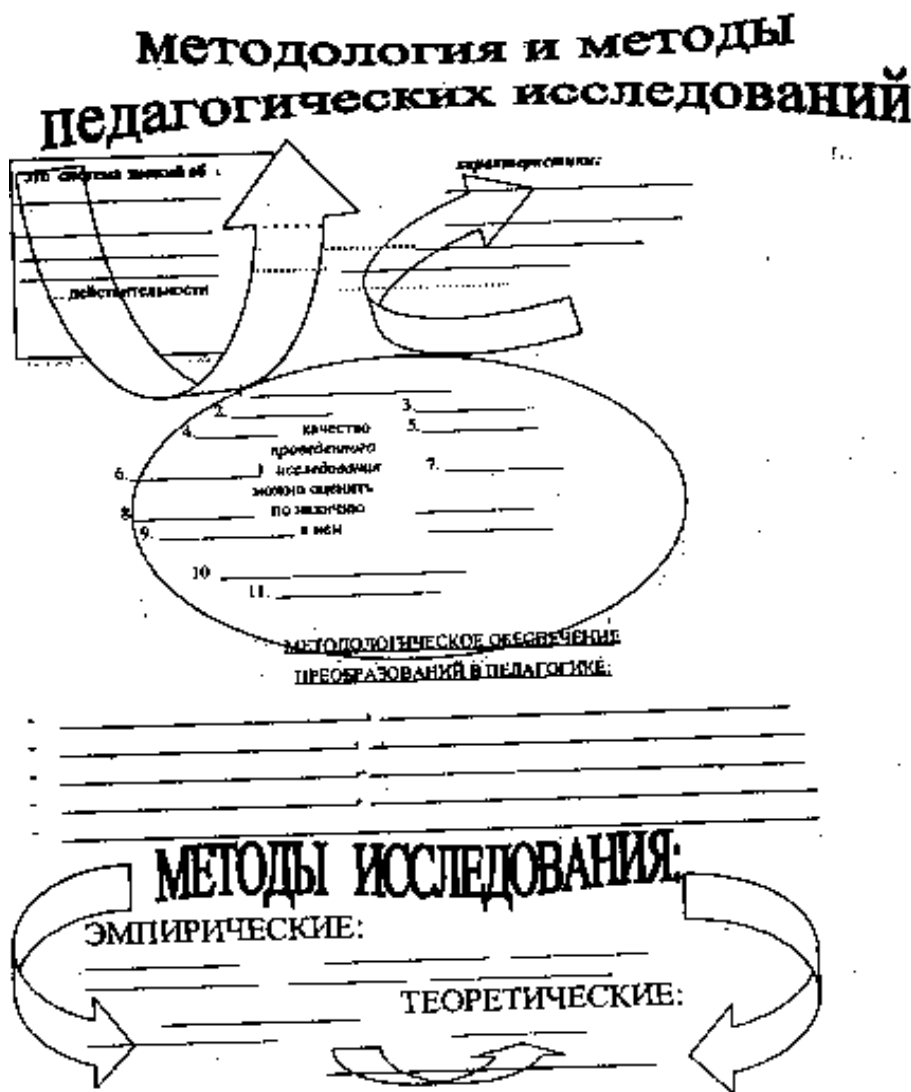 Методология и методы
педагогических исследований
это система знаний об
характеристики:
действительности
2.
3.
4.
качество
5.
проведенного
6.
исследования
7.
можно оценить
8.
по наличию
9.
в нем
10
11.
МЕТОДОЛОГИЧЕСКОЕ ОБЕСПЕЧЕНИЕ
ПРЕОБРАЗОВАНИЙ В ПЕДАГОГИКЕ:
МЕТОДЫ ИССЛЕДОВАНИЯ:
ЭМПИРИЧЕСКИЕ:
ТЕОРЕТИЧЕСКИЕ: